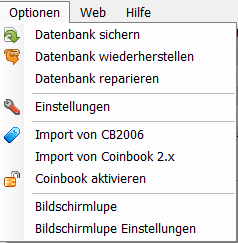 Optionen Web Hilfe
Datenbank sichern
Datenbank wiederherstellen
Datenbank reparieren
Einstellungen
Import von CB2006
Import von Coinbook 2.x
Coinbook aktivieren
Bildschirmlupe
Bildschirmlupe Einstellungen